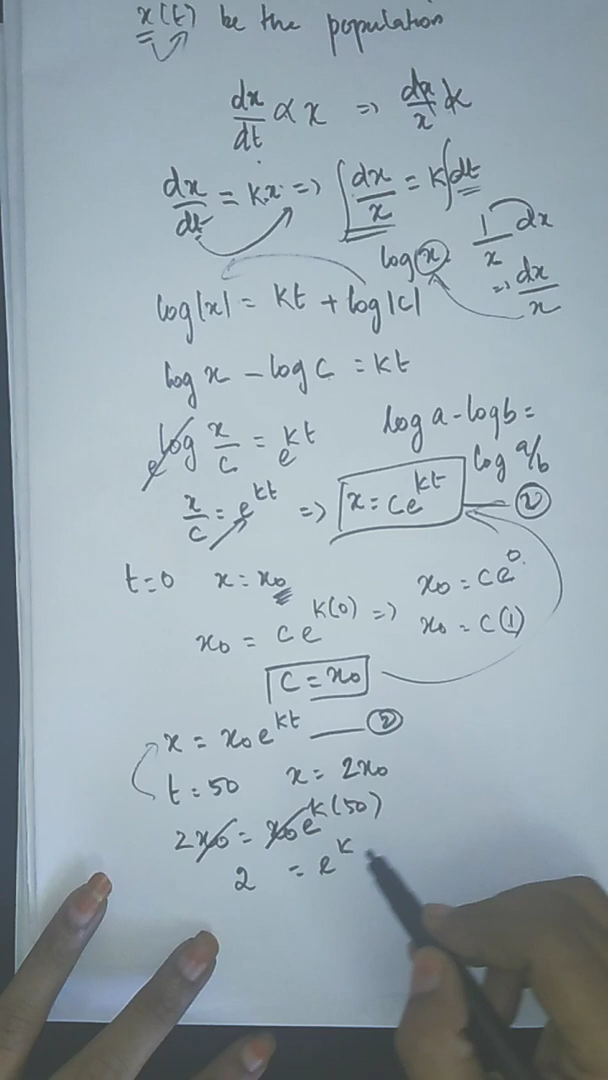 x(t) be the population
dx/dt ∝ x => dx/x k
dx/dt = k.x => ∫dx/x = k∫dt
log(x) 1/x dx
=> dx/x
log|x| = kt + log|c|
log x - log c = kt
log a - log b =
log a/b
e^log x/c = e^kt
x/c = e^kt => x = ce^kt — ②
t=0 x = x₀
x₀ = ce^k(0) => x₀ = ce^0
x₀ = c(1)
c = x₀
x = x₀e^kt — ②
t = 50 x = 2x₀
2x₀ = x₀e^k(50)
2 = e^k